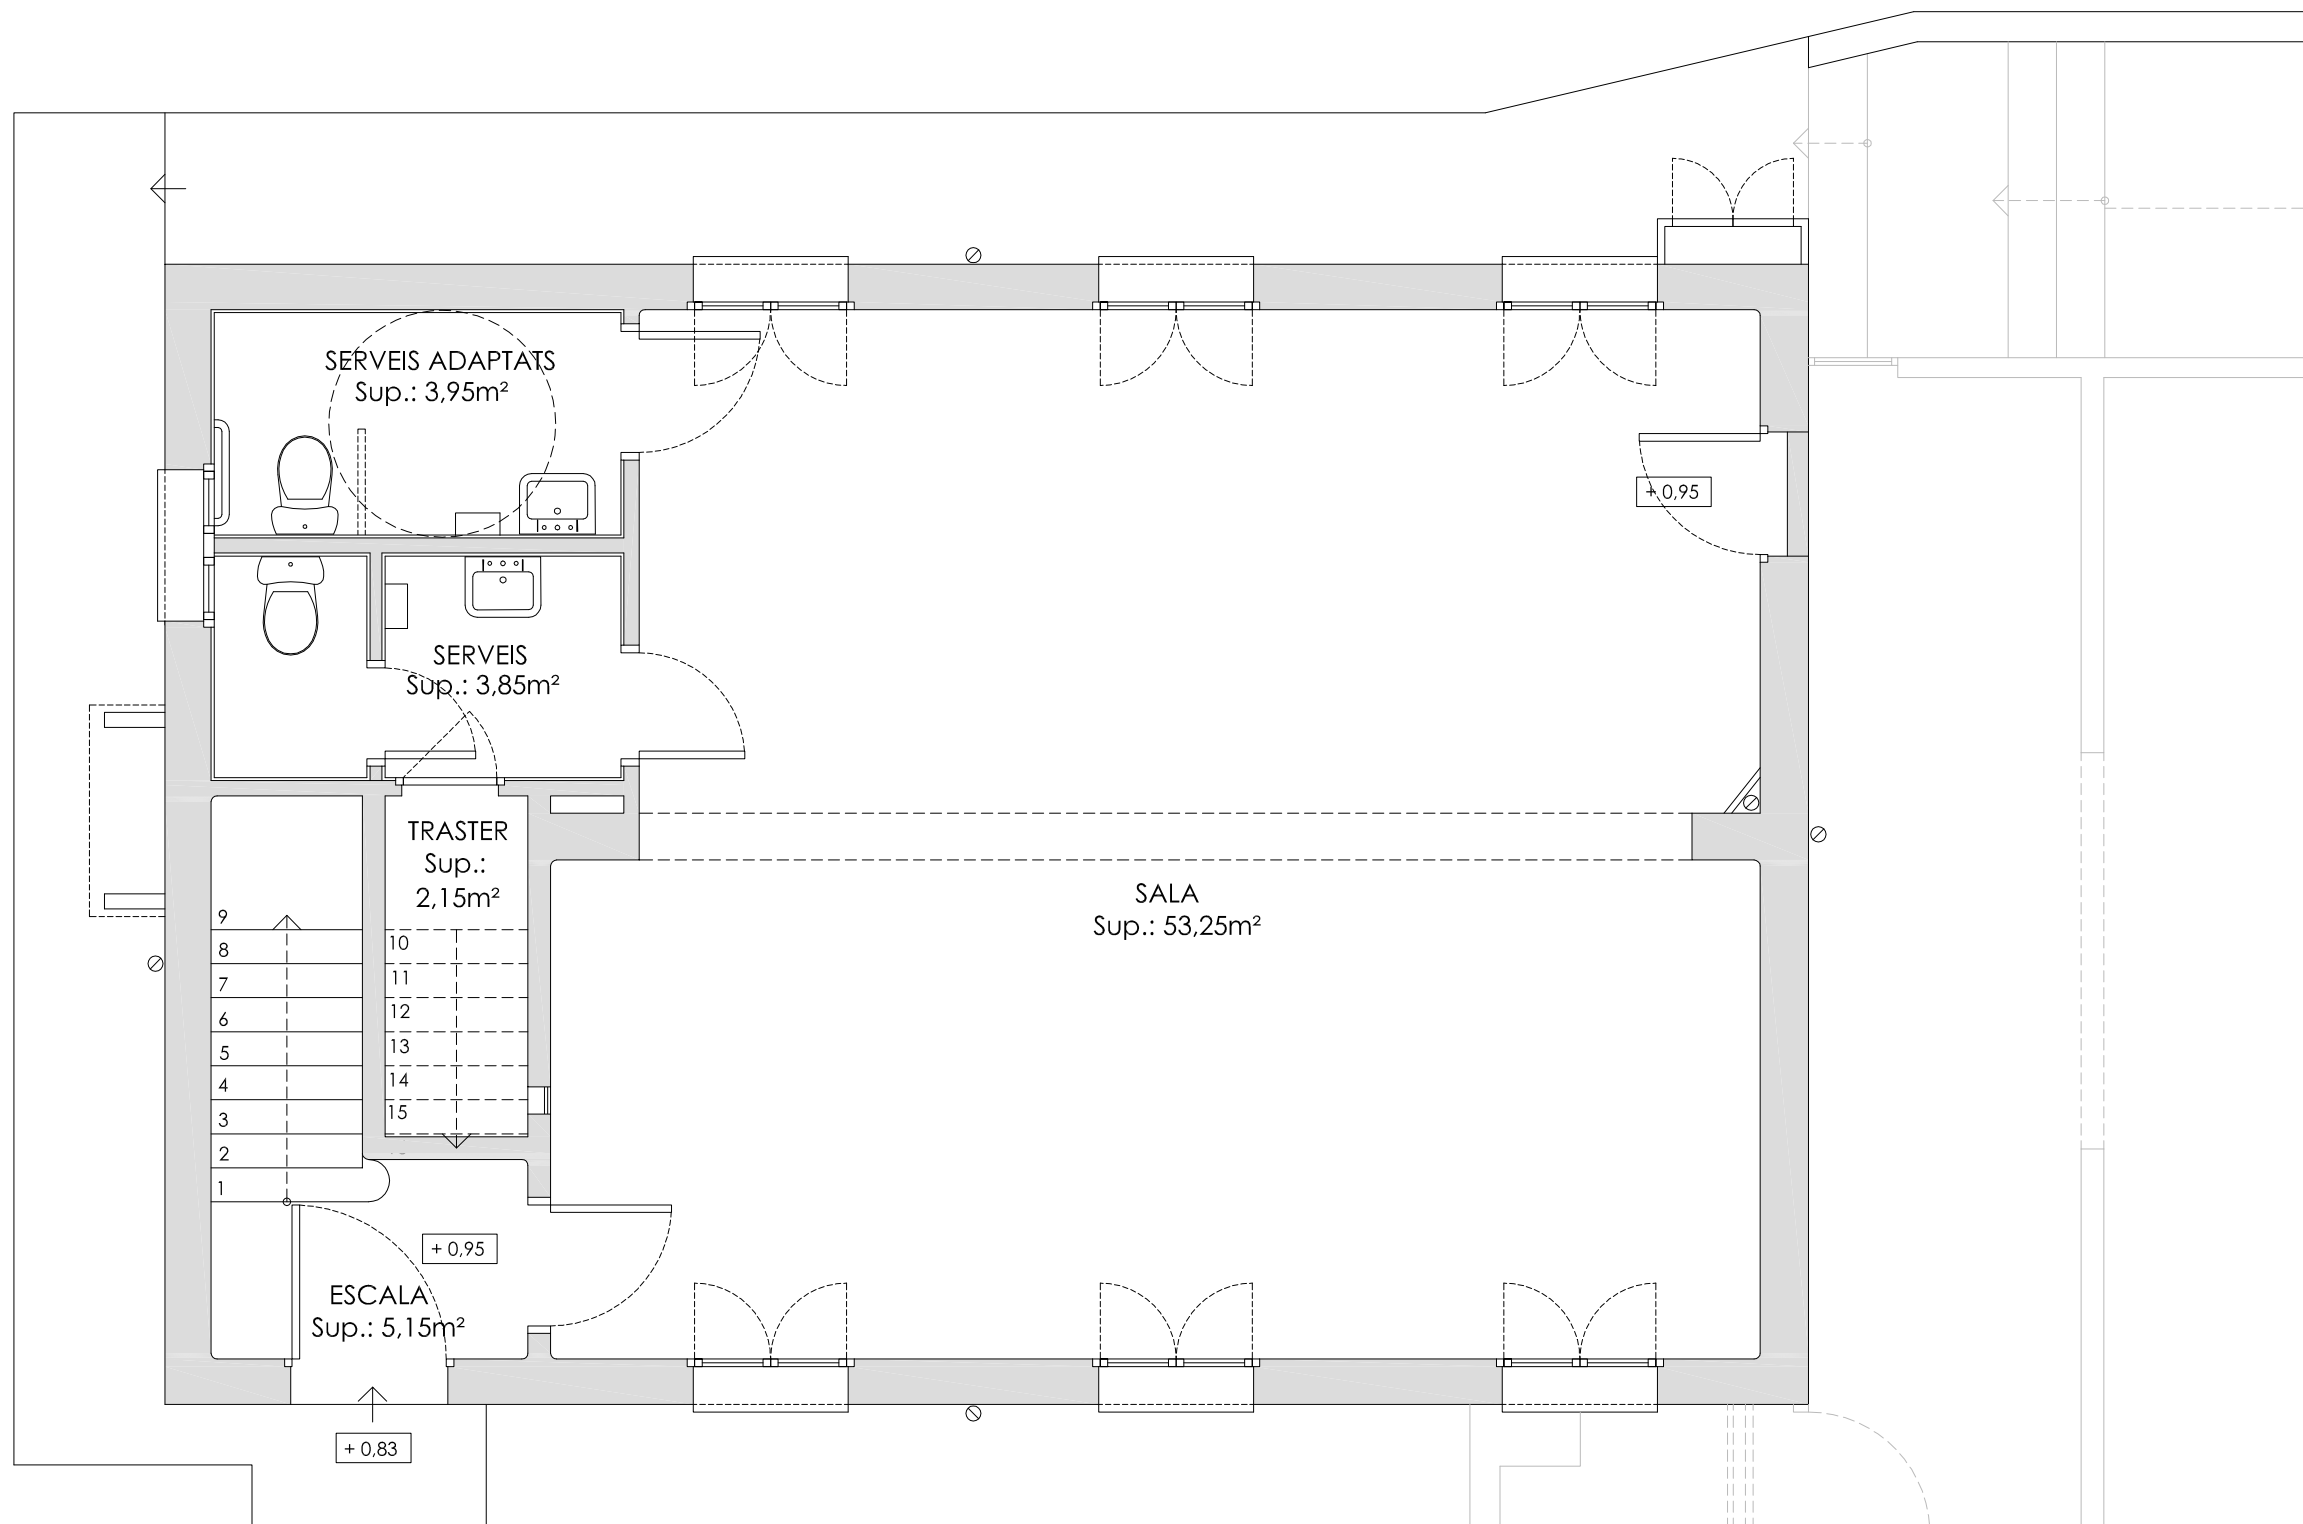 SERVEIS ADAPTATS
Sup.: 3,95m²
+ 0,95
SERVEIS
Sup.: 3,85m²
TRASTER
Sup.:
2,15m²
SALA
Sup.: 53,25m²
9
8
7
6
5
4
3
2
1
10
11
12
13
14
15
+ 0,95
ESCALA
Sup.: 5,15m²
+ 0,83